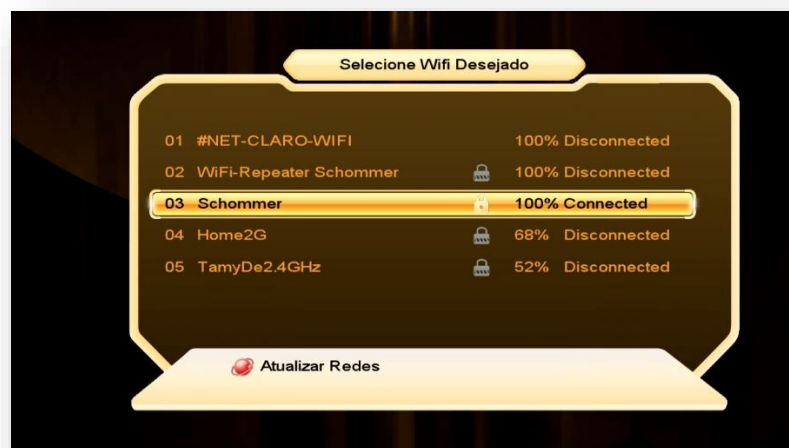 Selecione Wifi Desejado
01 #NET-CLARO-WIFI 100% Disconnected
02 WiFi-Repeater Schommer 100% Disconnected
03 Schommer 100% Connected
04 Home2G 68% Disconnected
05 TamyDe2.4GHz 52% Disconnected
Atualizar Redes